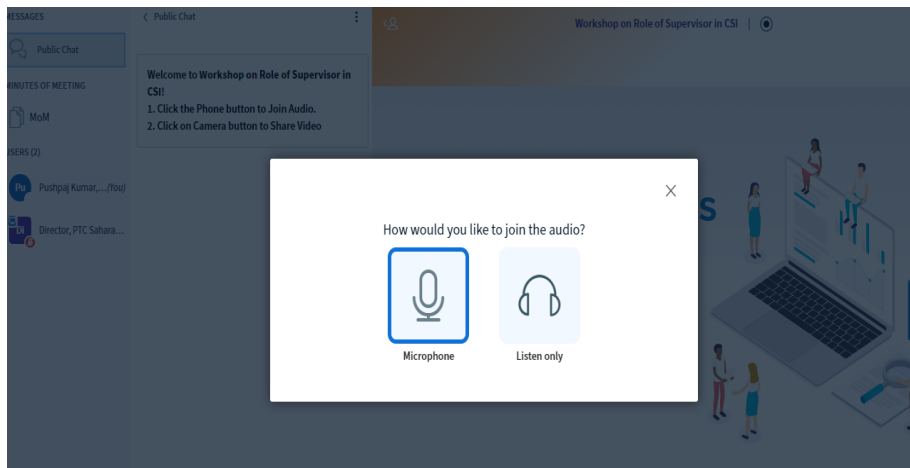 MESSAGES
Public Chat
MINUTES OF MEETING
MoM
USERS (2)
Pu
Pushpaj Kumar,...(You)
Di
Director, PTC Sahara...
Public Chat
Welcome to Workshop on Role of Supervisor in
CSI!
1. Click the Phone button to Join Audio.
2. Click on Camera button to Share Video
Workshop on Role of Supervisor in CSI |
S
How would you like to join the audio?
Microphone
Listen only